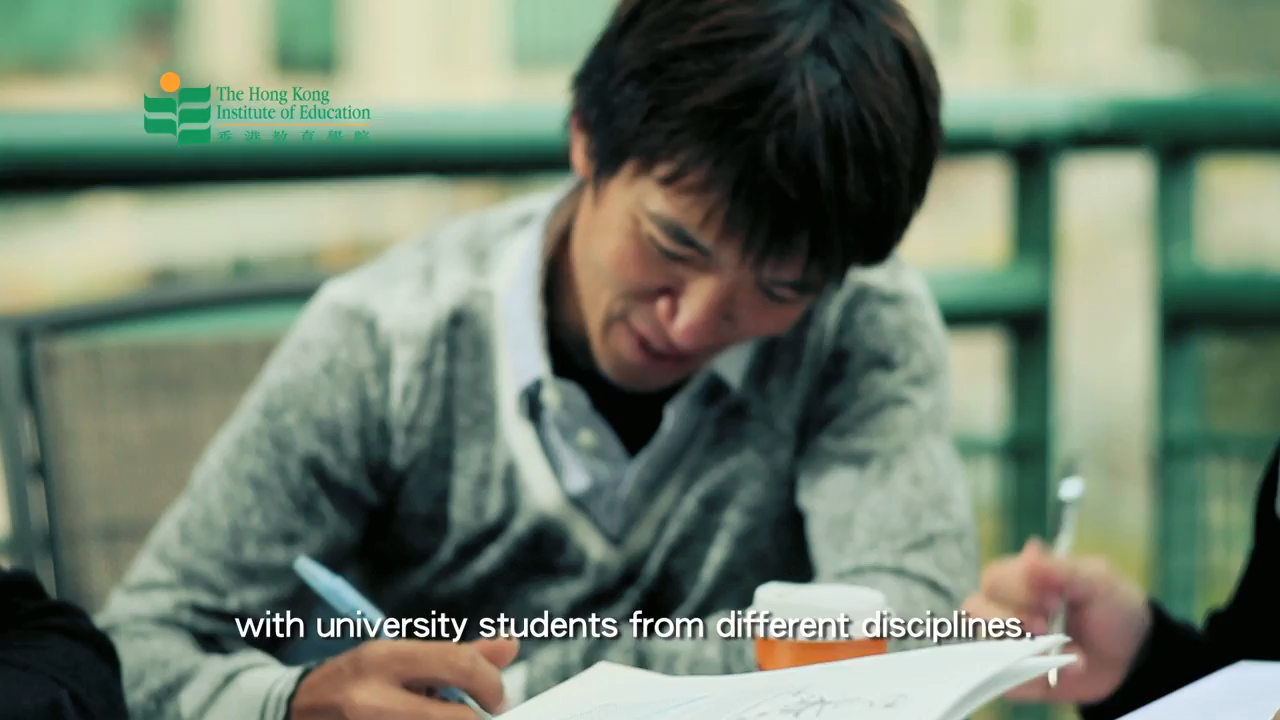 The Hong Kong
Institute of Education
香港教育學院
with university students from different disciplines.